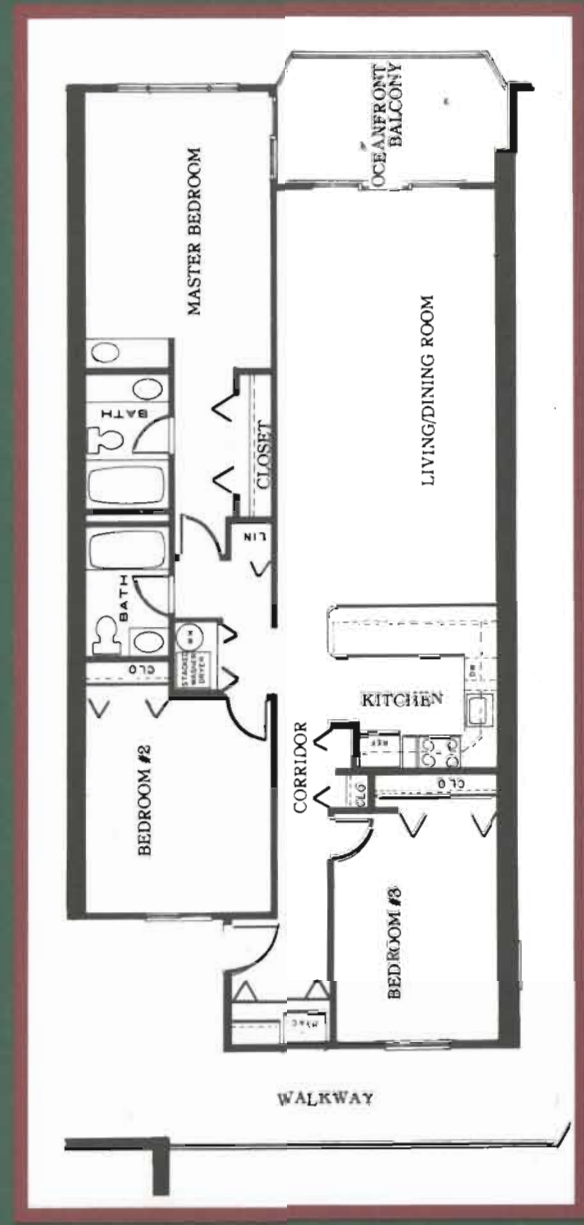 OCEANFRONT
BALCONY
MASTER BEDROOM
LIVING/DINING ROOM
BATH
CLOSET
LIN
BATH
STACKED
WASHER
DRYER
CLO
KITCHEN
DW
REF
CORRIDOR
CLO
CLG
BEDROOM #2
BEDROOM #3
WALKWAY